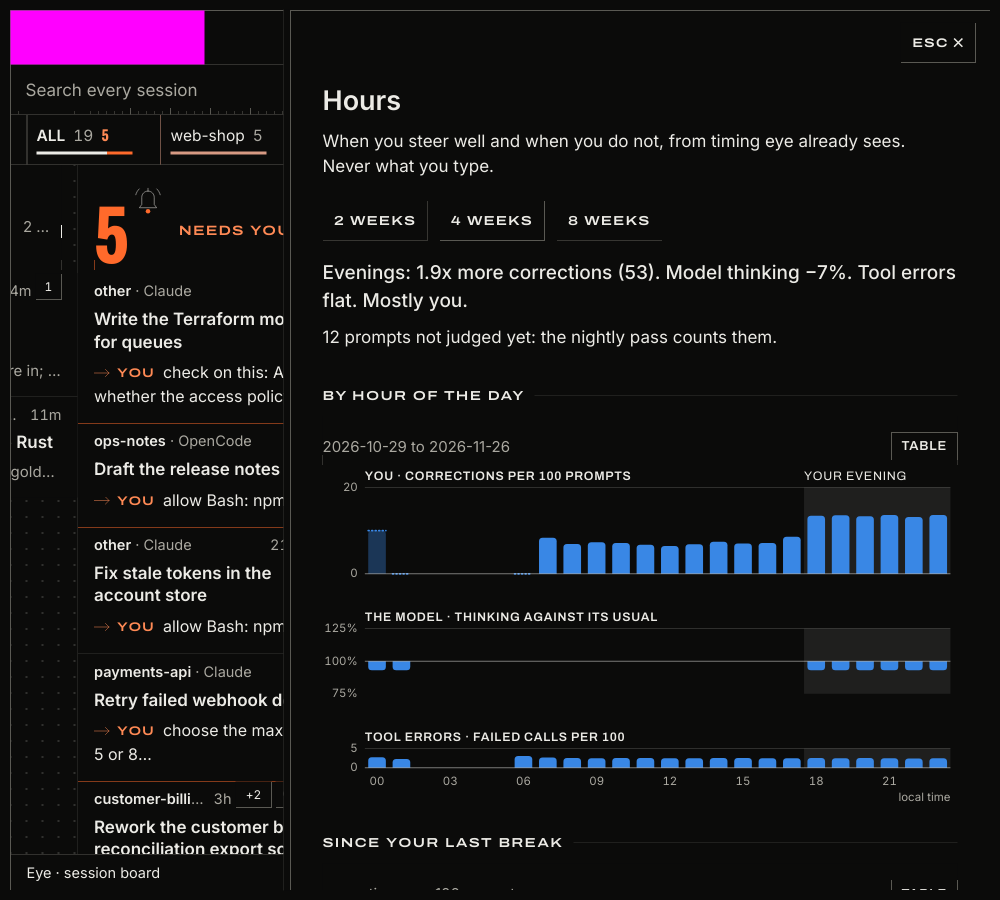 Search every session
ALL 19 5
web-shop 5
2 ...
5
NEEDS YOU
4m 1
other · Claude
Write the Terraform mo
for queues
→ YOU check on this: A
whether the access polic
re in; ...
11m
Rust
gold...
ops-notes · OpenCode
Draft the release notes
→ YOU allow Bash: npm
other · Claude 21
Fix stale tokens in the
account store
→ YOU allow Bash: npm
payments-api · Claude
Retry failed webhook d
→ YOU choose the max
5 or 8...
customer-billi... 3h +2
Rework the customer b
reconciliation export sc
Eye · session board
ESC ×
Hours
When you steer well and when you do not, from timing eye already sees.
Never what you type.
2 WEEKS
4 WEEKS
8 WEEKS
Evenings: 1.9x more corrections (53). Model thinking −7%. Tool errors
flat. Mostly you.
12 prompts not judged yet: the nightly pass counts them.
BY HOUR OF THE DAY
2026-10-29 to 2026-11-26
TABLE
YOU · CORRECTIONS PER 100 PROMPTS
YOUR EVENING
20
0
THE MODEL · THINKING AGAINST ITS USUAL
125%
100%
75%
TOOL ERRORS · FAILED CALLS PER 100
5
0
00 03 06 09 12 15 18 21
local time
SINCE YOUR LAST BREAK